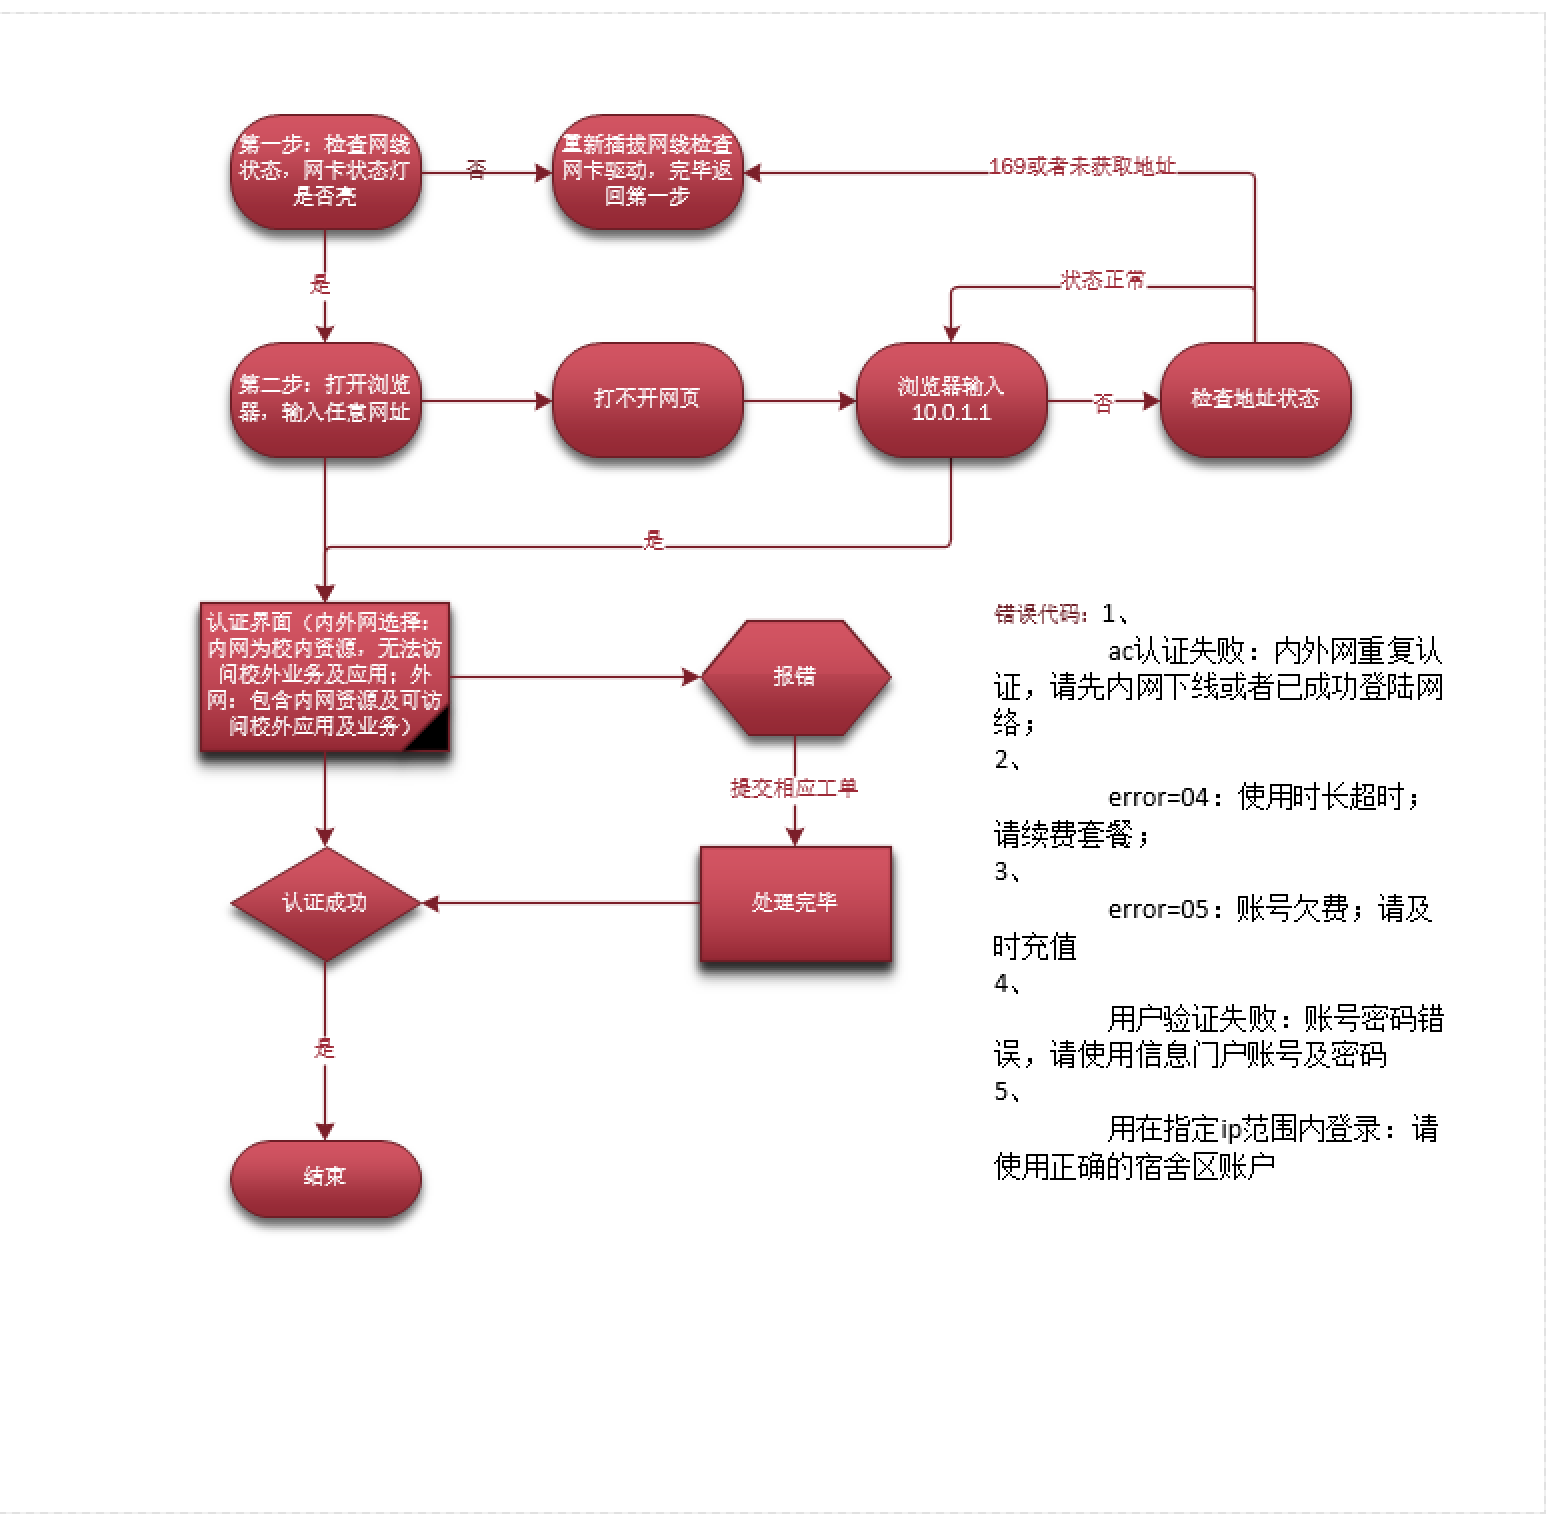 第一步：检查网线
状态，网卡状态灯
是否亮
否
重新插拔网线检查
网卡驱动，完毕返
回第一步
169或者未获取地址
是
状态正常
第二步：打开浏览
器，输入任意网址
打不开网页
浏览器输入
10.0.1.1
否
检查地址状态
是
认证界面（内外网选择：
内网为校内资源，无法访
问校外业务及应用；外
网：包含内网资源及可访
问校外应用及业务）
报错
提交相应工单
认证成功
处理完毕
是
结束
错误代码：1、
ac认证失败：内外网重复认
证，请先内网下线或者已成功登陆网
络；
2、
error=04：使用时长超时；
请续费套餐；
3、
error=05：账号欠费；请及
时充值
4、
用户验证失败：账号密码错
误，请使用信息门户账号及密码
5、
用在指定ip范围内登录：请
使用正确的宿舍区账户